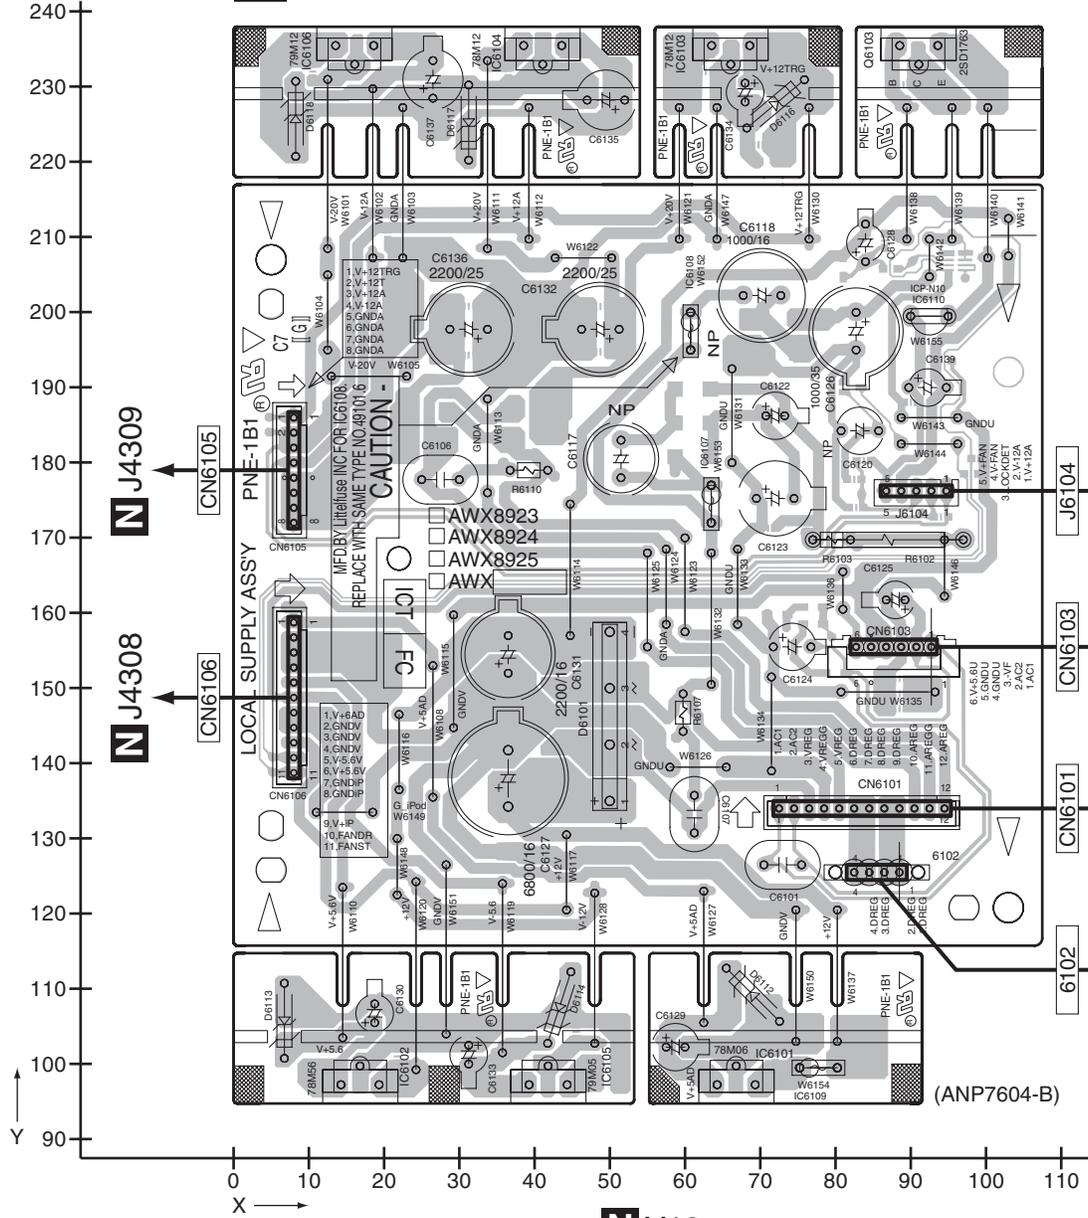 240
230
220
210
200
190
180
170
160
150
140
130
120
110
100
90
Y
X
0
10
20
30
40
50
60
70
80
90
100
110
79M12
IC6106
D6118
C6137
78M12
IC6104
D6117
C6135
PNE-1B1
78M12
IC6103
V+12TRG
D6116
C6134
PNE-1B1
Q6103
2SD1763
B
C
E
PNE-1B1
V-20V
W6101
V-12A
W6102
GNDA
W6103
V+20V
W6111
V+12A
W6112
V+20V
W6121
GNDA
W6147
V+12TRG
W6130
W6138
W6139
W6140
W6141
W6142
C6128
W6122
C6136
2200/25
2200/25
C6132
C6118
1000/16
IC6108
W6152
NP
1,V+12TRG
2,V+12T
3,V+12A
4,V-12A
5,GNDA
6,GNDA
7,GNDA
8,GNDA
W6104
V-20V
W6105
C7 [G]
PNE-1B1
ICP-N10
IC6110
W6155
C6139
1000/35
C6126
C6122
NP
C6120
W6143
GNDU
W6144
GNDU
W6131
NP
C6117
IC6107
W6153
C6123
C6106
GNDA
W6113
R6110
CAUTION -
MFD.BY Littelfuse INC.FOR IC6108.
REPLACE WITH SAME TYPE NO.49101.6
AWX8923
AWX8924
AWX8925
AWX
N J4309
CN6105
CN6105
N J4308
CN6106
CN6106
LOCAL SUPPLY ASS'Y
ICT
FC
5.V+FAN
4.V-FAN
3.LOCKDET
2.V-12A
1.V+12A
J6104
J6104
R6103
R6102
W6146
C6125
W6136
CN6103
CN6103
6.V+5.6U
5.GNDU
4.GNDU
3.-VF
2.AC2
1.AC1
GNDU W6135
C6124
W6125
W6124
W6123
GNDU
W6133
W6132
GNDA
W6114
W6115
GNDV
V+5AD
W6108
W6116
2200/16
C6131
D6101
R6107
W6126
GNDU
W6134
1.AC1
2.AC2
3.VREG
4.VREGG
5.VREG
6.DREG
7.DREG
8.DREG
9.DREG
10.AREG
11.AREGG
12.AREG
CN6101
CN6101
1,V+6AD
2,GNDV
3,GNDV
4,GNDV
5,V-5.6V
6,V+5.6V
7,GNDiP
8,GNDiP
9,V+iP
10,FANDR
11,FANST
G_iPod
W6149
W6148
6800/16
C6127
+12V
W6117
C6107
C6101
6102
6102
4.DREG
3.DREG
2.DREG
1.DREG
V+5.6V
W6110
+12V
W6120
GNDV
W6151
V-5.6
W6119
V-12V
W6128
V+5AD
W6127
GNDV
+12V
W6150
W6137
D6113
C6130
V+5.6
78M56
IC6102
PNE-1B1
C6133
D6114
79M05
IC6105
C6129
D6112
V+5AD
78M06
IC6101
W6154
IC6109
PNE-1B1
(ANP7604-B)